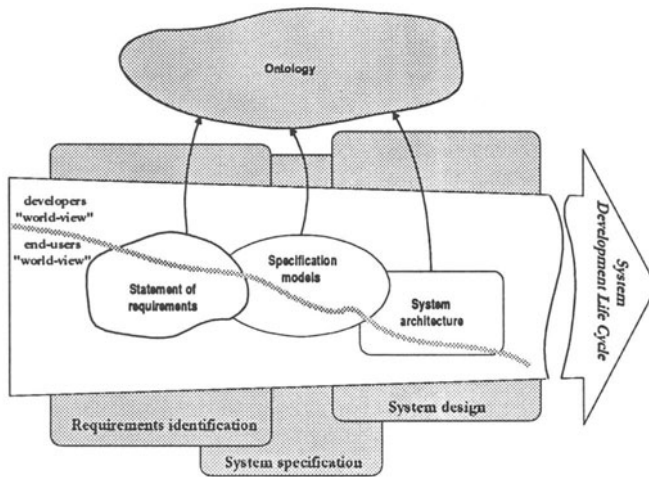 Ontology
developers
"world-view"
end-users
"world-view"
Statement of
requirements
Specification
models
System
architecture
System
Development Life Cycle
Requirements identification
System design
System specification